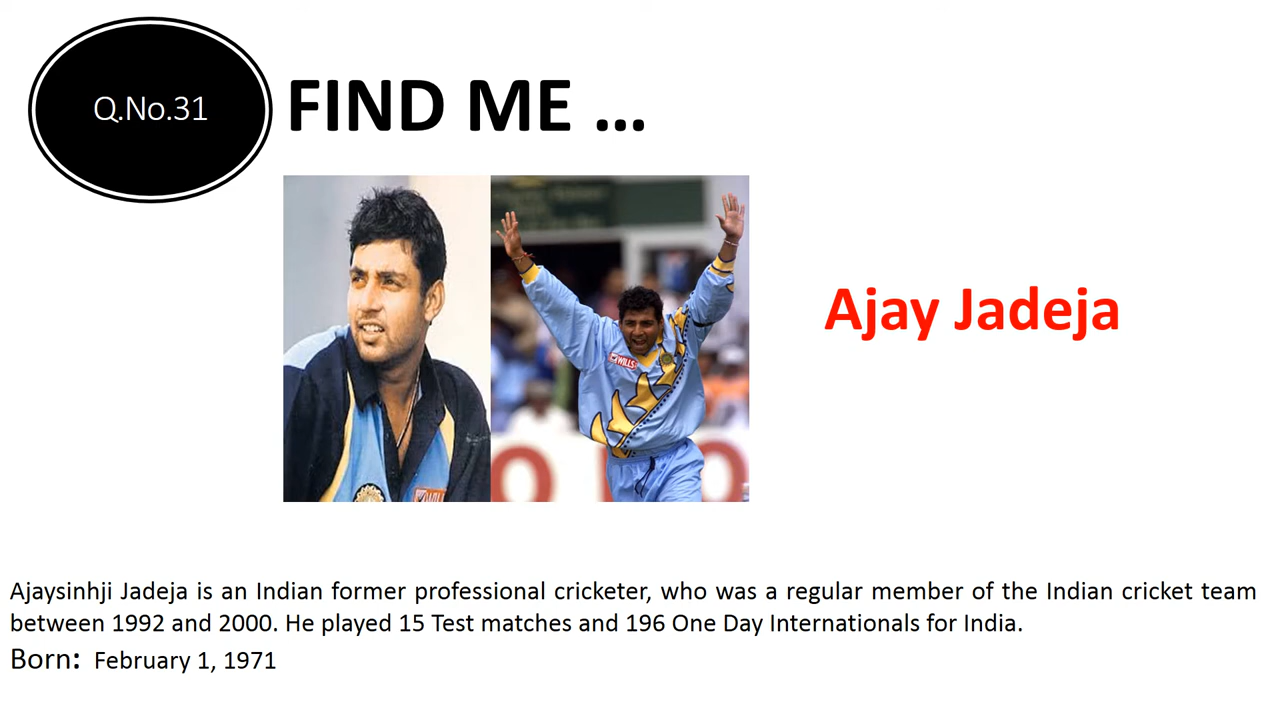 Q.No.31
FIND ME ...
WILLS
Ajay Jadeja
Ajaysinhji Jadeja is an Indian former professional cricketer, who was a regular member of the Indian cricket team
between 1992 and 2000. He played 15 Test matches and 196 One Day Internationals for India.
Born: February 1, 1971